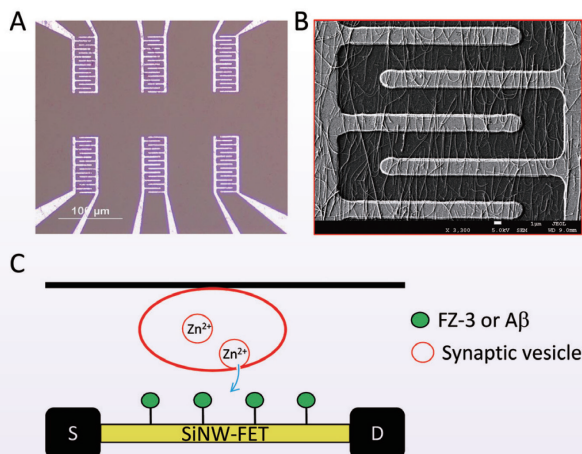 A
B
100 µm
1µm JEOL
X 3,300 5.0kV SEM WD 9.0mm
C
Zn2+
Zn2+
FZ-3 or Aβ
Synaptic vesicle
S
SiNW-FET
D